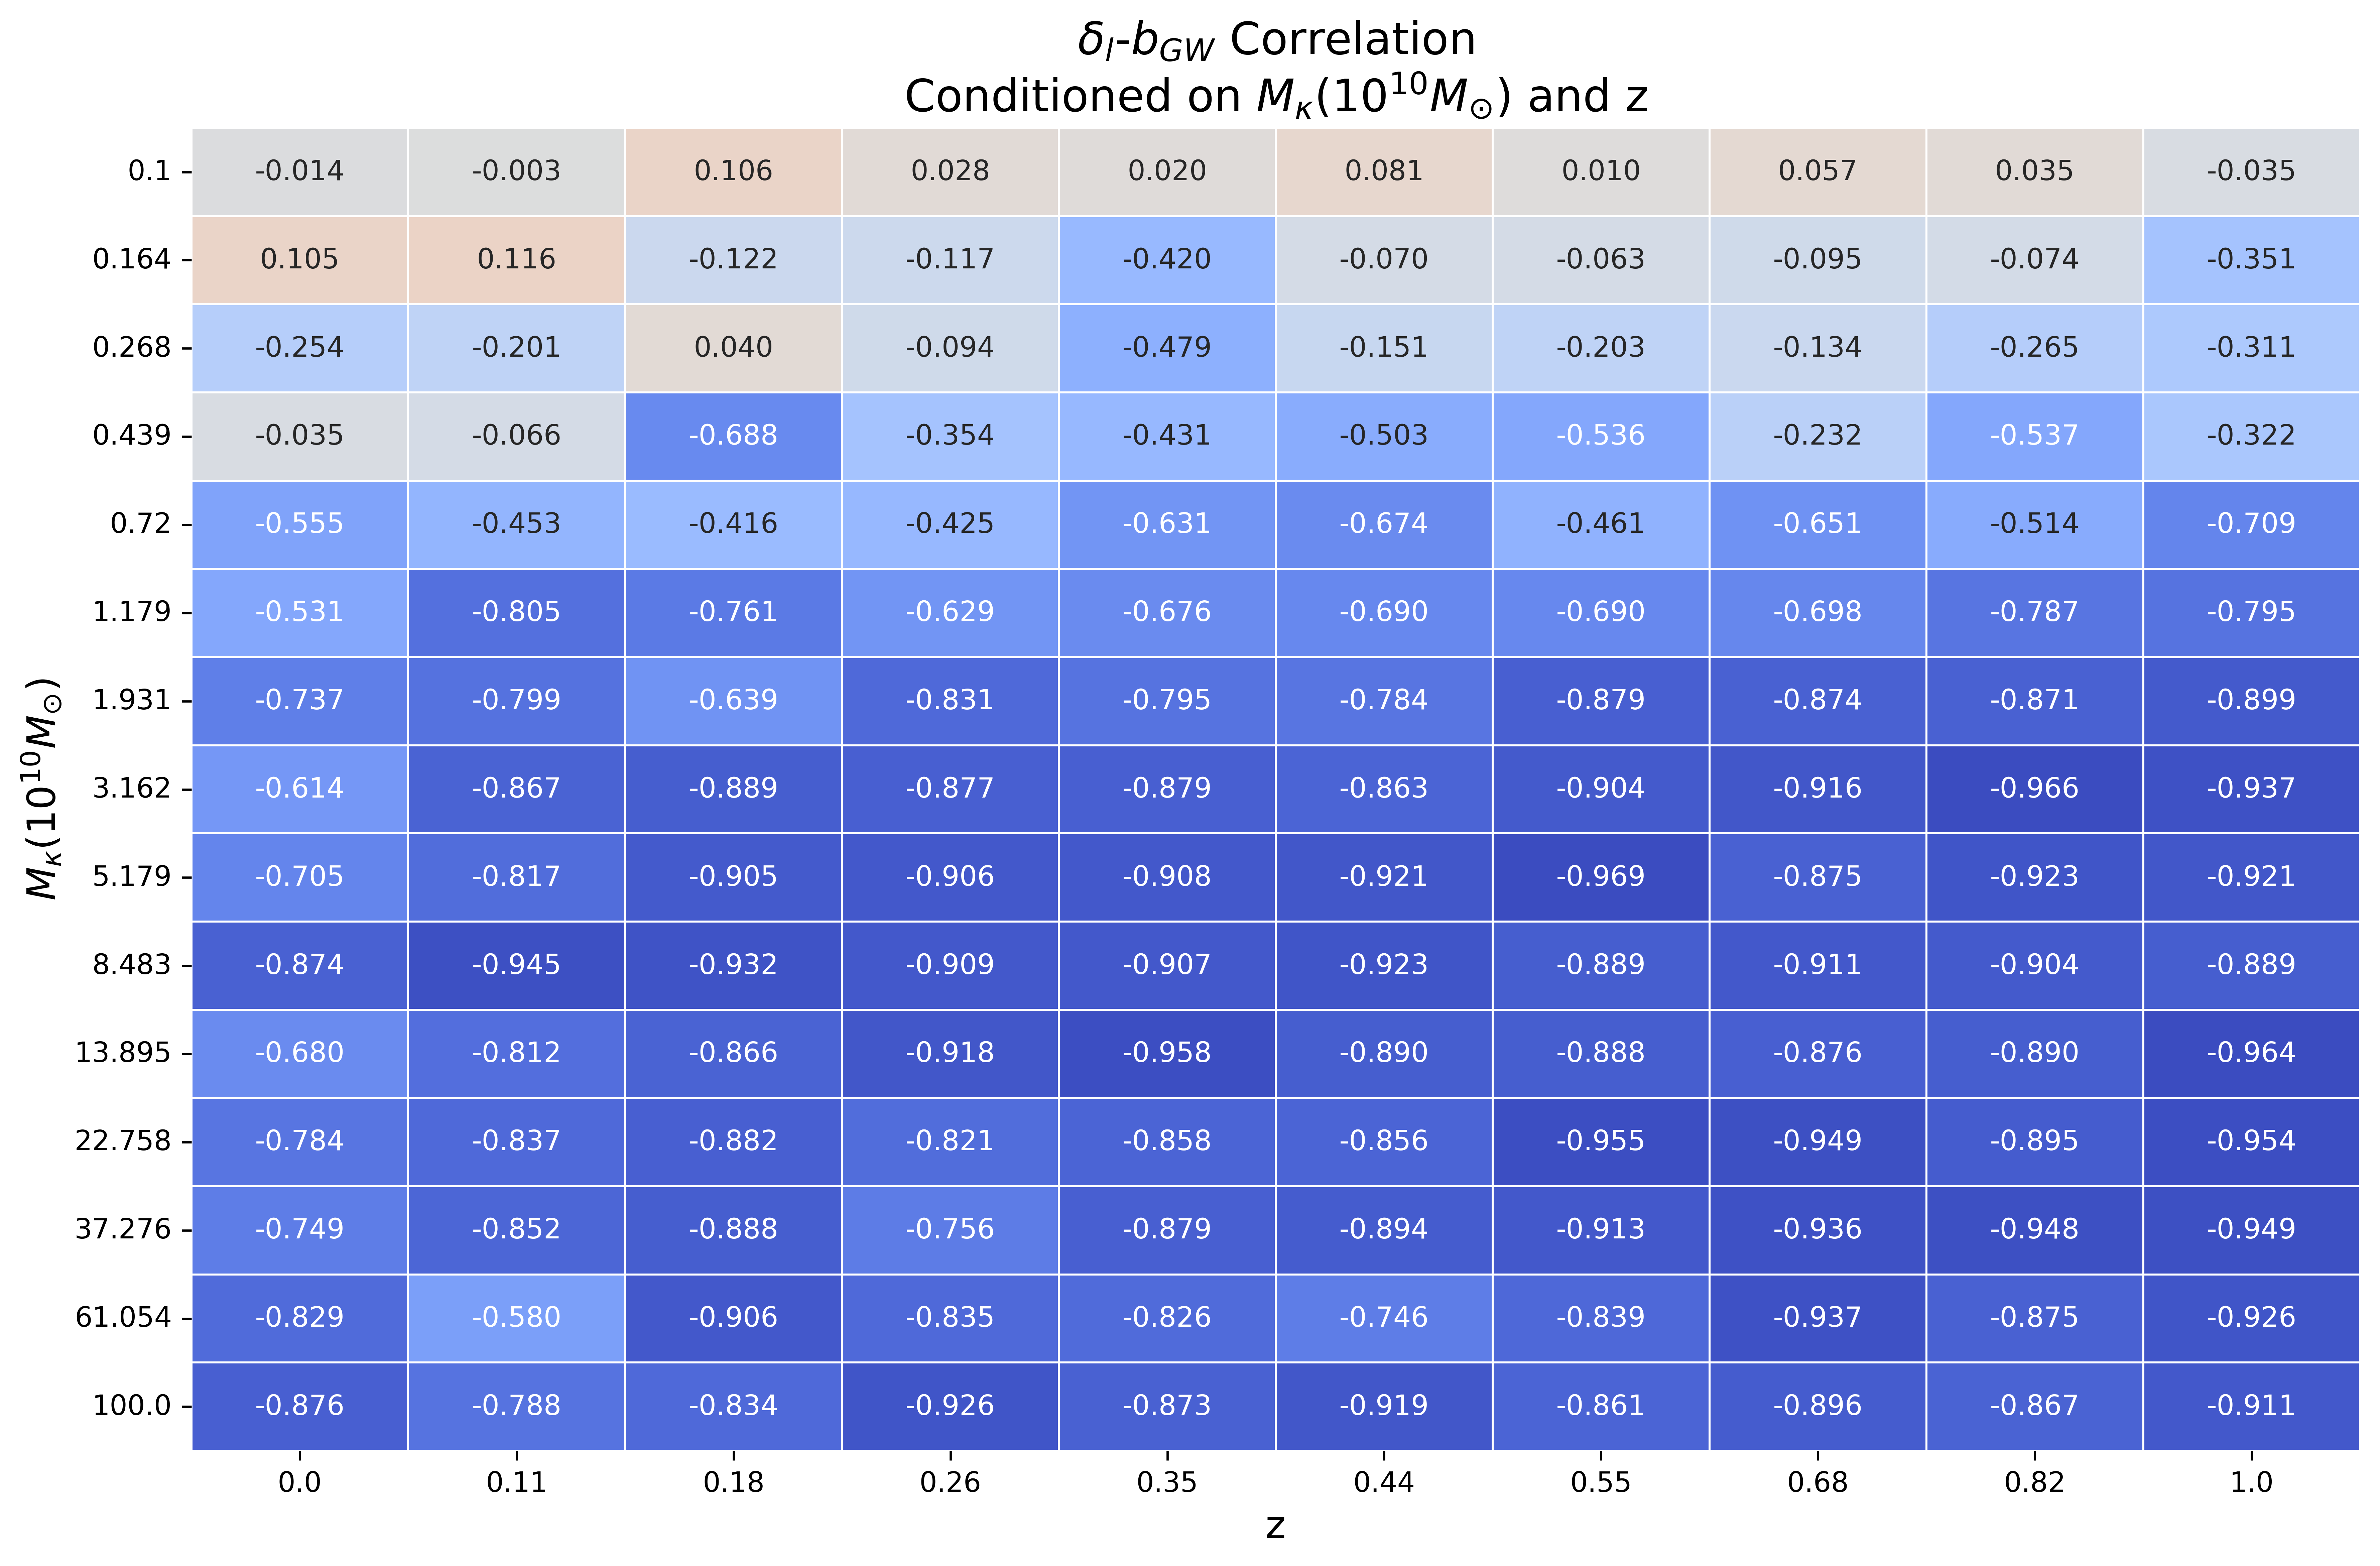 δ_l-b_GW Correlation
Conditioned on M_κ(10^10 M_⊙) and z
M_κ(10^10 M_⊙)
0.1 -0.014 -0.003 0.106 0.028 0.020 0.081 0.010 0.057 0.035 -0.035
0.164 0.105 0.116 -0.122 -0.117 -0.420 -0.070 -0.063 -0.095 -0.074 -0.351
0.268 -0.254 -0.201 0.040 -0.094 -0.479 -0.151 -0.203 -0.134 -0.265 -0.311
0.439 -0.035 -0.066 -0.688 -0.354 -0.431 -0.503 -0.536 -0.232 -0.537 -0.322
0.72 -0.555 -0.453 -0.416 -0.425 -0.631 -0.674 -0.461 -0.651 -0.514 -0.709
1.179 -0.531 -0.805 -0.761 -0.629 -0.676 -0.690 -0.690 -0.698 -0.787 -0.795
1.931 -0.737 -0.799 -0.639 -0.831 -0.795 -0.784 -0.879 -0.874 -0.871 -0.899
3.162 -0.614 -0.867 -0.889 -0.877 -0.879 -0.863 -0.904 -0.916 -0.966 -0.937
5.179 -0.705 -0.817 -0.905 -0.906 -0.908 -0.921 -0.969 -0.875 -0.923 -0.921
8.483 -0.874 -0.945 -0.932 -0.909 -0.907 -0.923 -0.889 -0.911 -0.904 -0.889
13.895 -0.680 -0.812 -0.866 -0.918 -0.958 -0.890 -0.888 -0.876 -0.890 -0.964
22.758 -0.784 -0.837 -0.882 -0.821 -0.858 -0.856 -0.955 -0.949 -0.895 -0.954
37.276 -0.749 -0.852 -0.888 -0.756 -0.879 -0.894 -0.913 -0.936 -0.948 -0.949
61.054 -0.829 -0.580 -0.906 -0.835 -0.826 -0.746 -0.839 -0.937 -0.875 -0.926
100.0 -0.876 -0.788 -0.834 -0.926 -0.873 -0.919 -0.861 -0.896 -0.867 -0.911
0.0 0.11 0.18 0.26 0.35 0.44 0.55 0.68 0.82 1.0
z